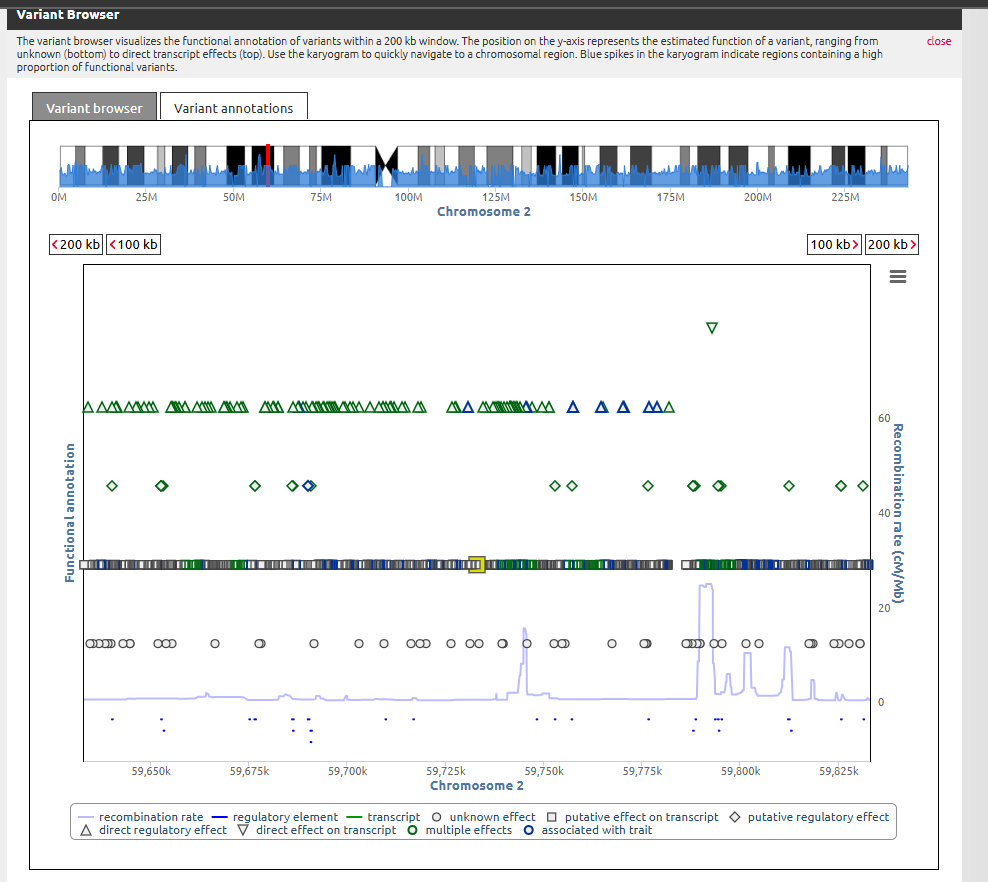 Variant Browser
The variant browser visualizes the functional annotation of variants within a 200 kb window. The position on the y-axis represents the estimated function of a variant, ranging from
unknown (bottom) to direct transcript effects (top). Use the karyogram to quickly navigate to a chromosomal region. Blue spikes in the karyogram indicate regions containing a high
proportion of functional variants.
close
Variant browser
Variant annotations
0M 25M 50M 75M 100M 125M 150M 175M 200M 225M
Chromosome 2
<200 kb <100 kb 100 kb> 200 kb>
Functional annotation
60
40
20
0
Recombination rate (cM/Mb)
59,650k 59,675k 59,700k 59,725k 59,750k 59,775k 59,800k 59,825k
Chromosome 2
recombination rate regulatory element transcript unknown effect putative effect on transcript putative regulatory effect
direct regulatory effect direct effect on transcript multiple effects associated with trait